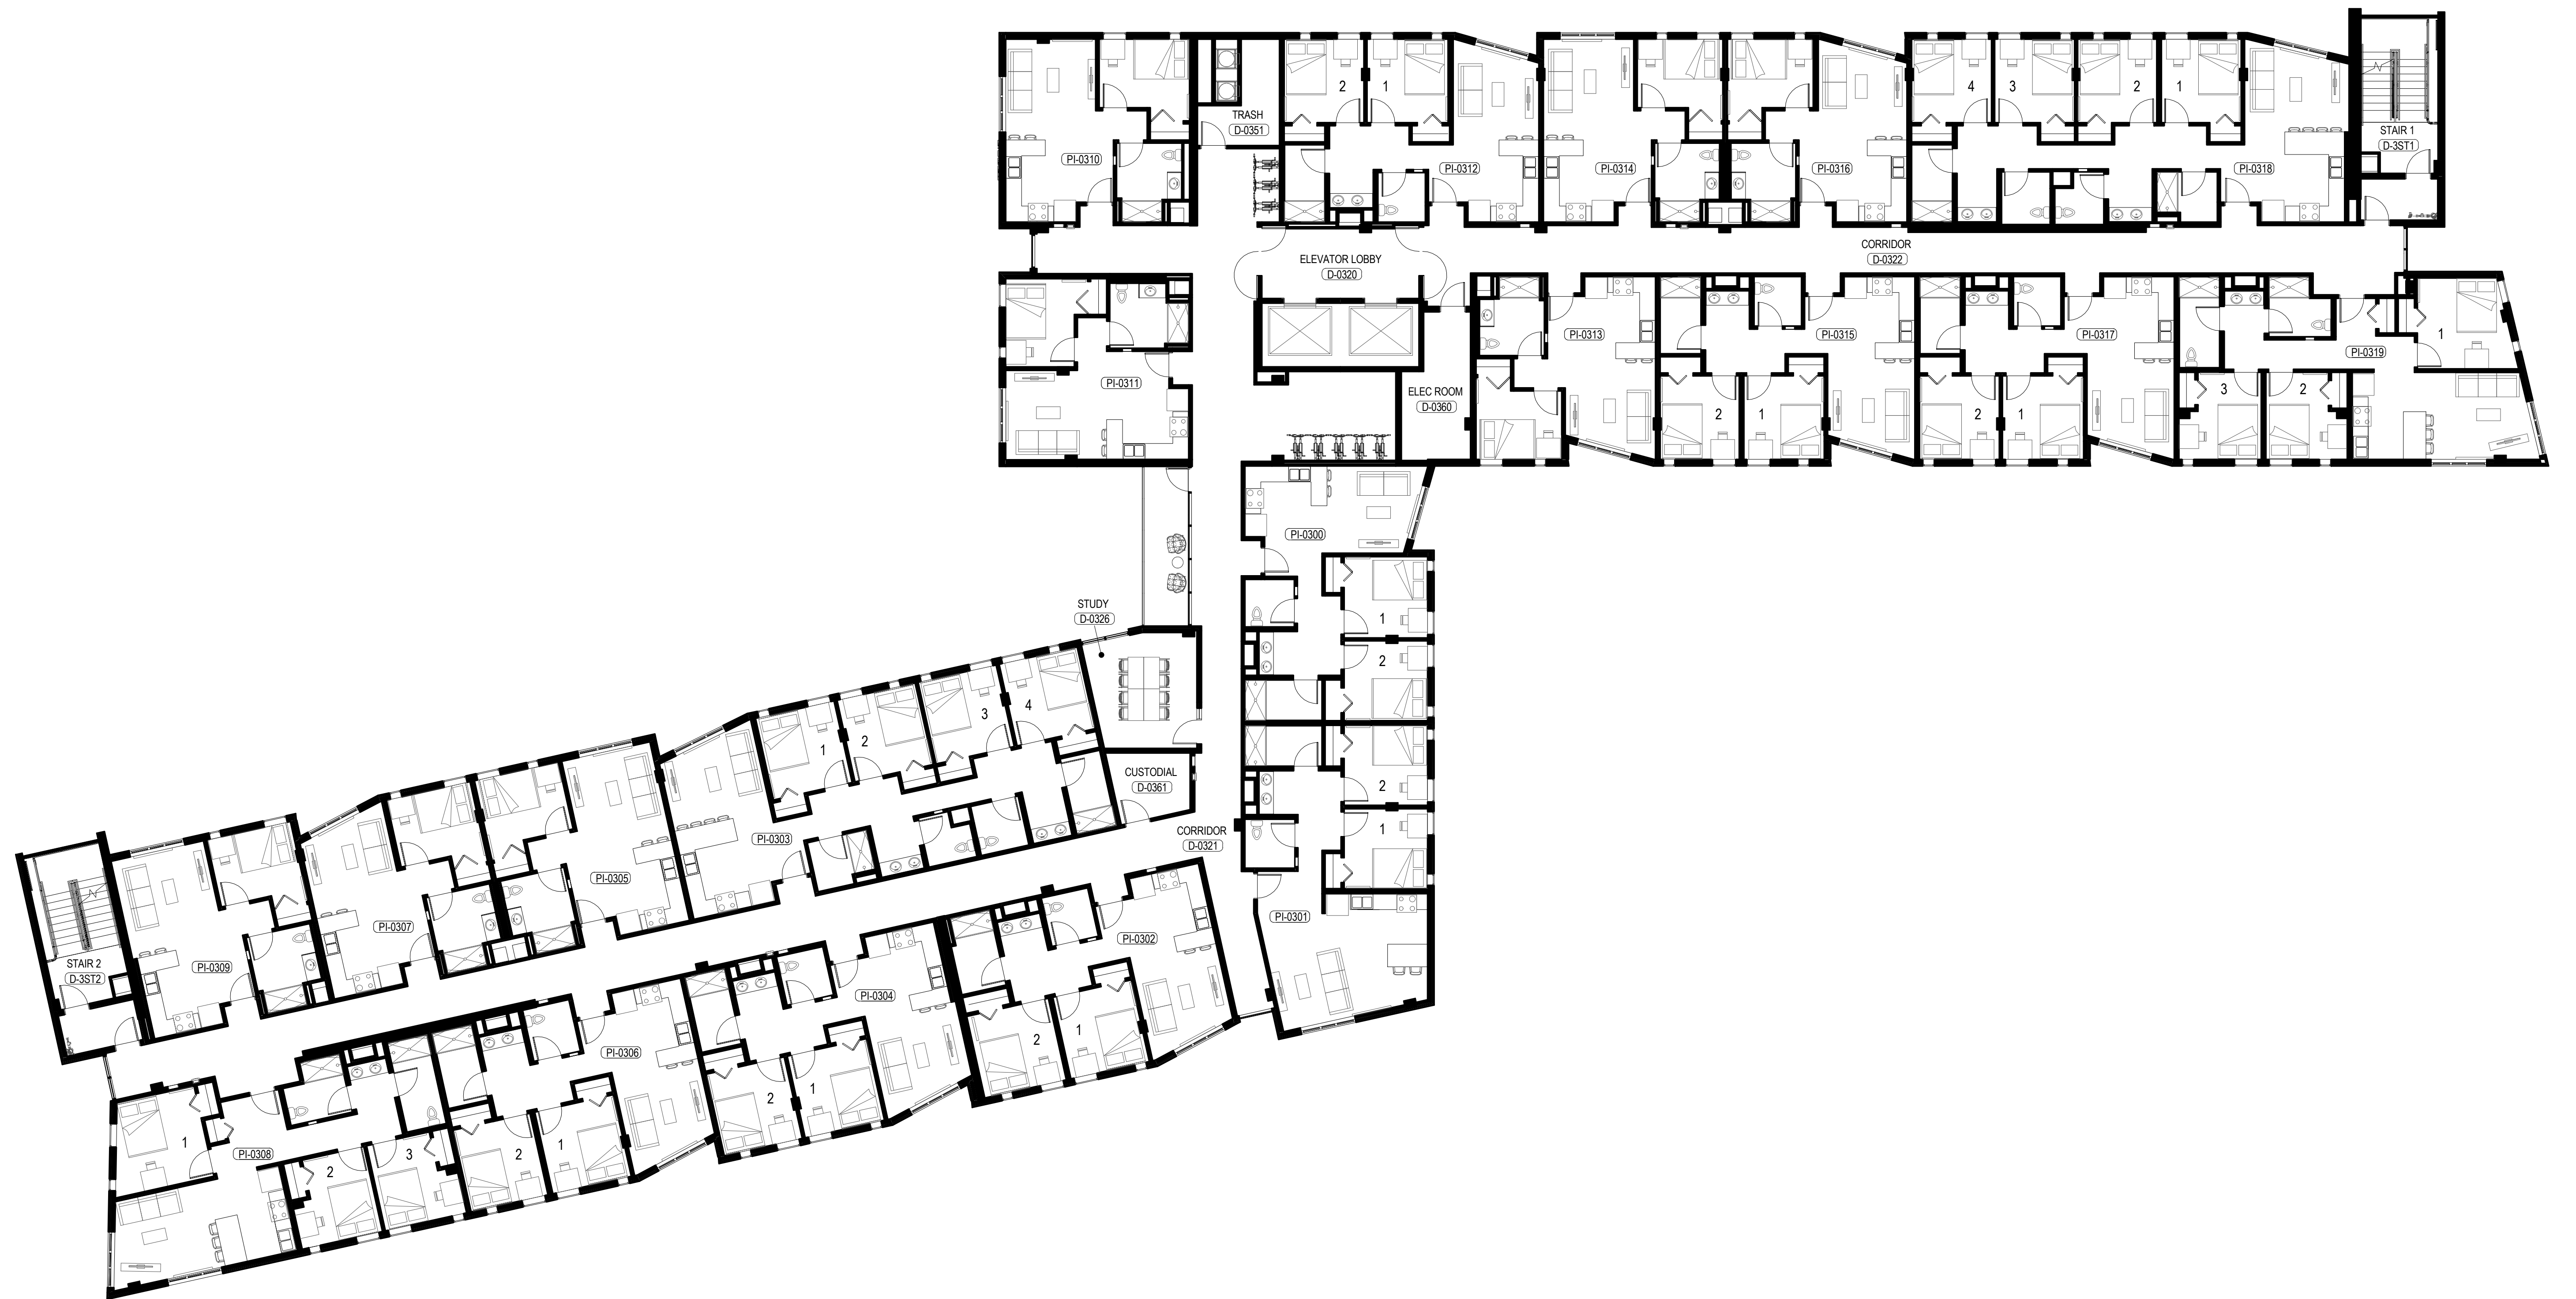 TRASH
D-0351
2
1
4
3
2
1
STAIR 1
D-3ST1
PI-0310
PI-0312
PI-0314
PI-0316
PI-0318
CORRIDOR
D-0322
ELEVATOR LOBBY
D-0320
PI-0313
PI-0315
PI-0317
PI-0319
1
PI-0311
ELEC ROOM
D-0360
2
1
2
1
3
2
PI-0300
STUDY
D-0326
1
2
2
1
1
2
3
4
CUSTODIAL
D-0361
CORRIDOR
D-0321
PI-0303
PI-0305
PI-0307
PI-0309
STAIR 2
D-3ST2
PI-0301
PI-0302
PI-0304
PI-0306
PI-0308
2
1
2
1
2
1
1
2
3